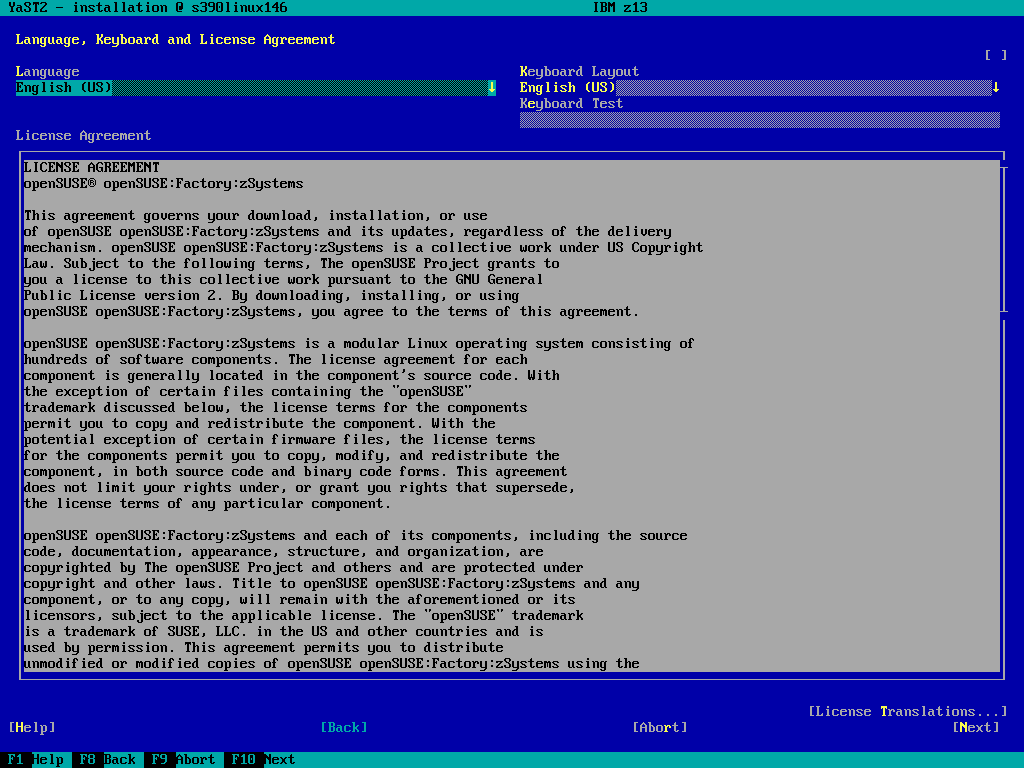 YaST2 - installation @ s390linux146 IBM z13
Language, Keyboard and License Agreement
[ ]
Language Keyboard Layout
English (US)↓ English (US)↓
Keyboard Test
License Agreement
LICENSE AGREEMENT
openSUSE® openSUSE:Factory:zSystems
This agreement governs your download, installation, or use
of openSUSE openSUSE:Factory:zSystems and its updates, regardless of the delivery
mechanism. openSUSE openSUSE:Factory:zSystems is a collective work under US Copyright
Law. Subject to the following terms, The openSUSE Project grants to
you a license to this collective work pursuant to the GNU General
Public License version 2. By downloading, installing, or using
openSUSE openSUSE:Factory:zSystems, you agree to the terms of this agreement.
openSUSE openSUSE:Factory:zSystems is a modular Linux operating system consisting of
hundreds of software components. The license agreement for each
component is generally located in the component's source code. With
the exception of certain files containing the "openSUSE"
trademark discussed below, the license terms for the components
permit you to copy and redistribute the component. With the
potential exception of certain firmware files, the license terms
for the components permit you to copy, modify, and redistribute the
component, in both source code and binary code forms. This agreement
does not limit your rights under, or grant you rights that supersede,
the license terms of any particular component.
openSUSE openSUSE:Factory:zSystems and each of its components, including the source
code, documentation, appearance, structure, and organization, are
copyrighted by The openSUSE Project and others and are protected under
copyright and other laws. Title to openSUSE openSUSE:Factory:zSystems and any
component, or to any copy, will remain with the aforementioned or its
licensors, subject to the applicable license. The "openSUSE" trademark
is a trademark of SUSE, LLC. in the US and other countries and is
used by permission. This agreement permits you to distribute
unmodified or modified copies of openSUSE openSUSE:Factory:zSystems using the
[License Translations...]
[Help] [Back] [Abort] [Next]
F1 Help F8 Back F9 Abort F10 Next